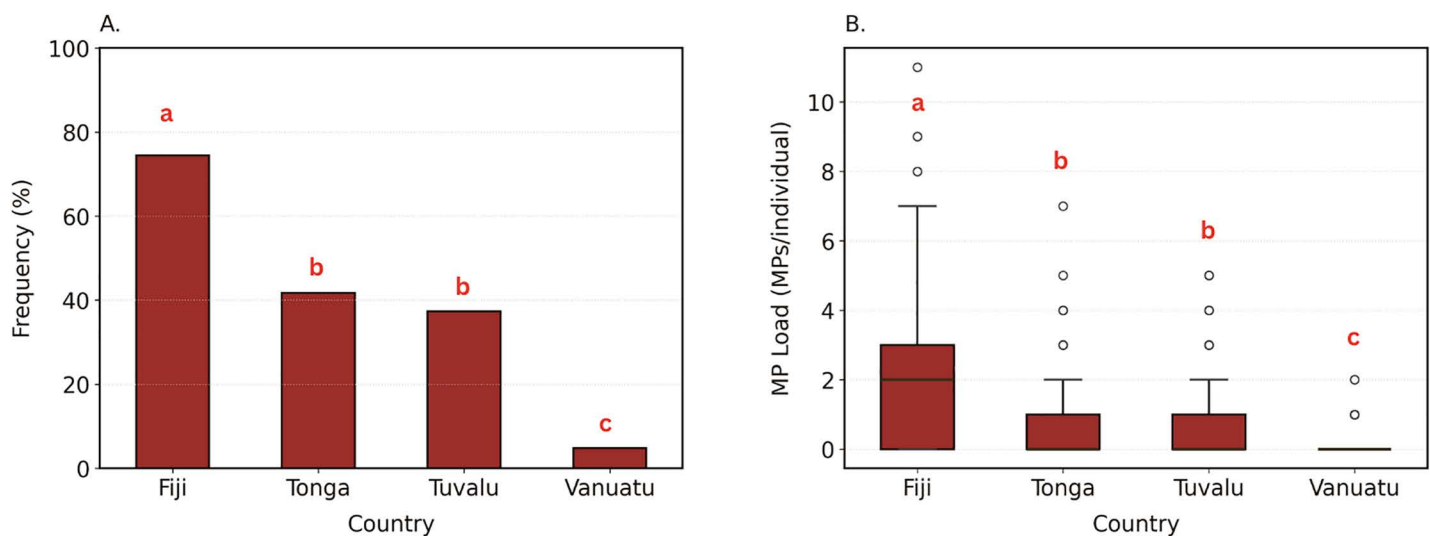 A.
100
80
60
40
20
0
Frequency (%)
a
b
b
c
Fiji Tonga Tuvalu Vanuatu
Country
B.
10
8
6
4
2
0
MP Load (MPs/individual)
a
b
b
c
Fiji Tonga Tuvalu Vanuatu
Country